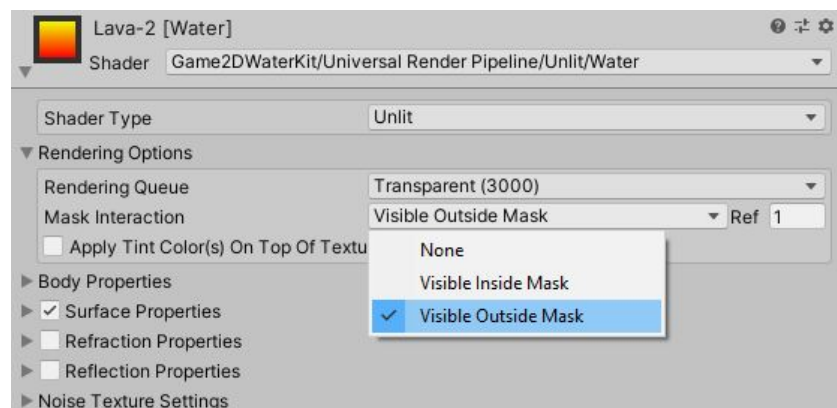 Lava-2 [Water]
Shader Game2DWaterKit/Universal Render Pipeline/Unlit/Water
Shader Type Unlit
Rendering Options
Rendering Queue Transparent (3000)
Mask Interaction Visible Outside Mask Ref 1
Apply Tint Color(s) On Top Of Textu
None
Visible Inside Mask
Visible Outside Mask
Body Properties
Surface Properties
Refraction Properties
Reflection Properties
Noise Texture Settings